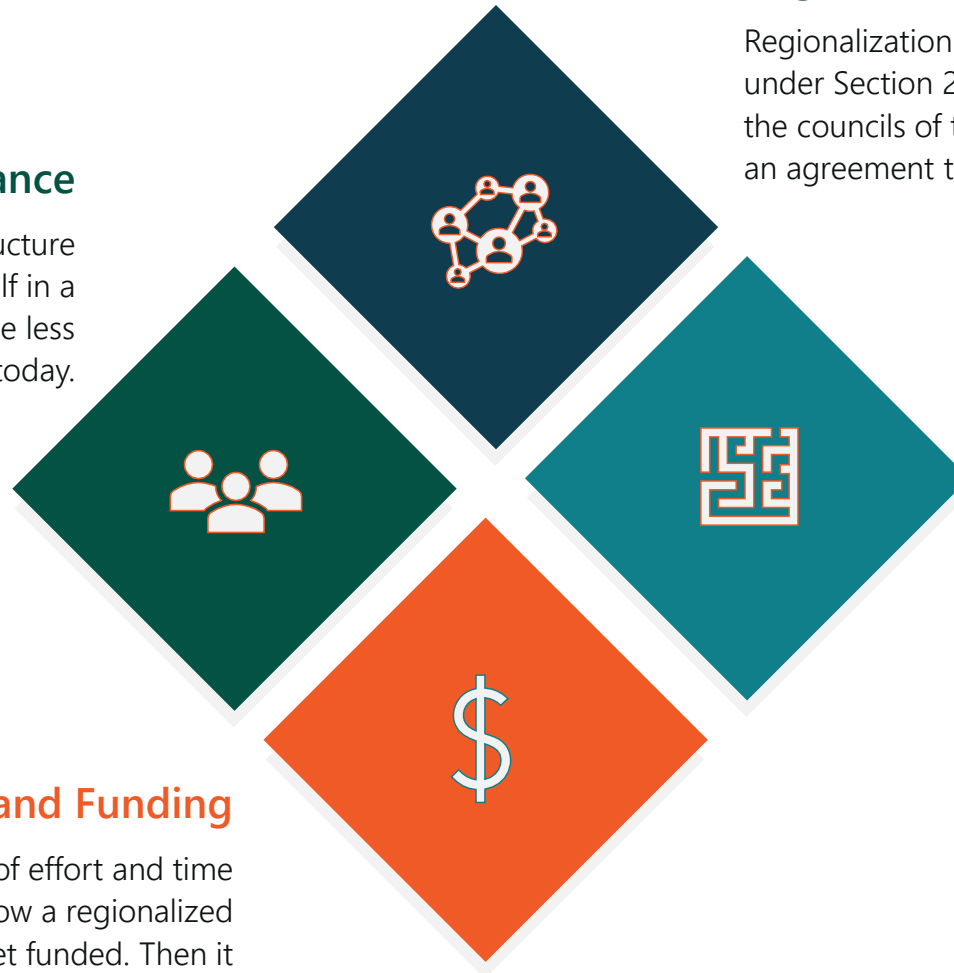 Regionalization
under Section 2
the councils of t
an agreement t
ance
ucture
lf in a
e less
today.
and Funding
of effort and time
ow a regionalized
et funded. Then it